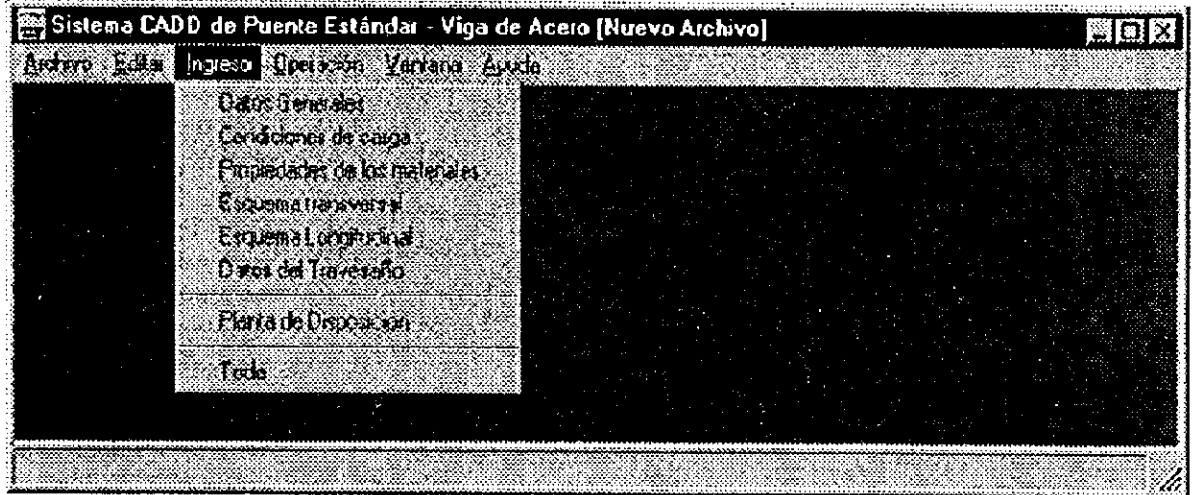 Sistema CADD de Puente Estándar - Viga de Acero [Nuevo Archivo]
Archivo Editar Ingreso Operación Ventana Ayuda
Datos Generales
Condiciones de carga
Propiedades de los materiales
Esquema transversal
Esquema Longitudinal
Datos del Travesaño
Planta de Disposicion
Todo